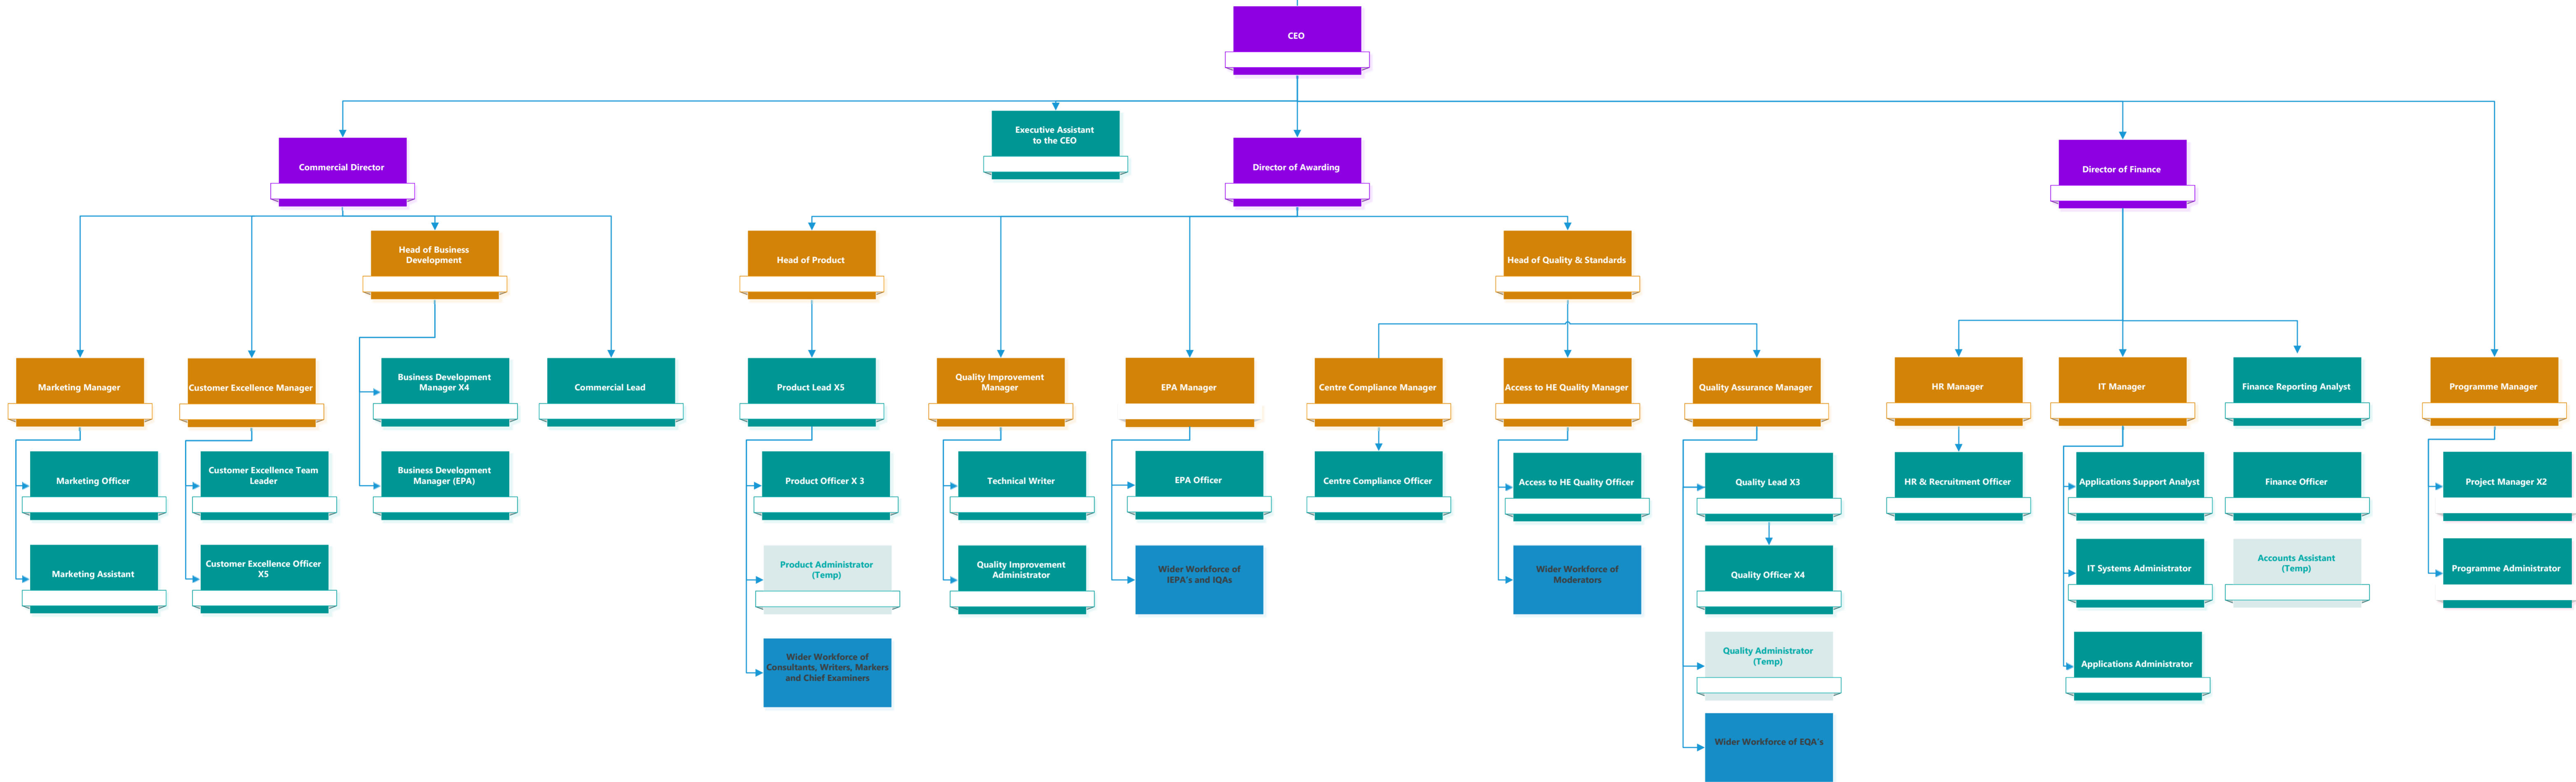 CEO
Executive Assistant
to the CEO
Commercial Director
Director of Awarding
Director of Finance
Head of Business
Development
Head of Product
Head of Quality & Standards
Marketing Manager
Customer Excellence Manager
Business Development
Manager X4
Commercial Lead
Product Lead X5
Quality Improvement
Manager
EPA Manager
Centre Compliance Manager
Access to HE Quality Manager
Quality Assurance Manager
HR Manager
IT Manager
Finance Reporting Analyst
Programme Manager
Marketing Officer
Customer Excellence Team
Leader
Business Development
Manager (EPA)
Product Officer X 3
Technical Writer
EPA Officer
Centre Compliance Officer
Access to HE Quality Officer
Quality Lead X3
HR & Recruitment Officer
Applications Support Analyst
Finance Officer
Project Manager X2
Marketing Assistant
Customer Excellence Officer
X5
Product Administrator
(Temp)
Quality Improvement
Administrator
Wider Workforce of
IEPA's and IQAs
Wider Workforce of
Moderators
Quality Officer X4
IT Systems Administrator
Accounts Assistant
(Temp)
Programme Administrator
Wider Workforce of
Consultants, Writers, Markers
and Chief Examiners
Quality Administrator
(Temp)
Applications Administrator
Wider Workforce of EQA's